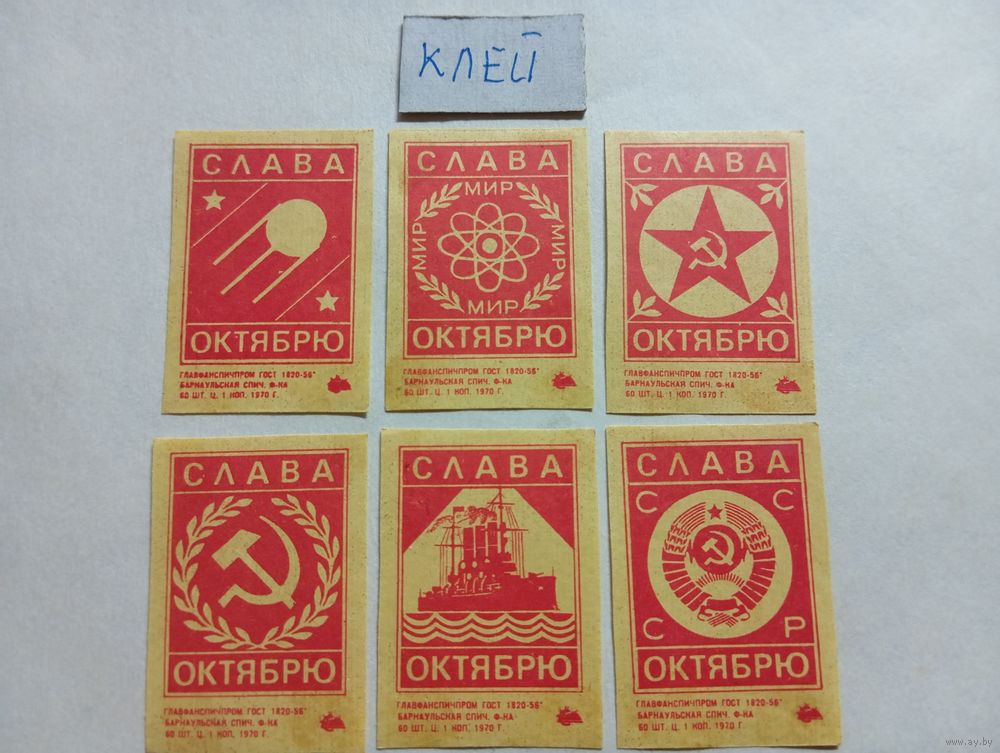 КЛЕЙ
СЛАВА
ОКТЯБРЮ
ГЛАВФАНСПИЧПРОМ ГОСТ 1820-56*
БАРНАУЛЬСКАЯ СПИЧ. Ф-КА
60 ШТ. Ц. 1 КОП. 1970 Г.
СЛАВА
МИР
МИР
МИР
МИР
ОКТЯБРЮ
ГЛАВФАНСПИЧПРОМ ГОСТ 1820-56*
БАРНАУЛЬСКАЯ СПИЧ. Ф-КА
60 ШТ. Ц. 1 КОП. 1970 Г.
СЛАВА
ОКТЯБРЮ
ГЛАВФАНСПИЧПРОМ ГОСТ 1820-56*
БАРНАУЛЬСКАЯ СПИЧ. Ф-КА
60 ШТ. Ц. 1 КОП. 1970 Г.
СЛАВА
ОКТЯБРЮ
ГЛАВФАНСПИЧПРОМ ГОСТ 1820-56*
БАРНАУЛЬСКАЯ СПИЧ. Ф-КА
60 ШТ. Ц. 1 КОП. 1970 Г.
СЛАВА
ОКТЯБРЮ
ГЛАВФАНСПИЧПРОМ ГОСТ 1820-56*
БАРНАУЛЬСКАЯ СПИЧ. Ф-КА
60 ШТ. Ц. 1 КОП. 1970 Г.
СЛАВА
С С
С Р
ОКТЯБРЮ
ГЛАВФАНСПИЧПРОМ ГОСТ 1820-56*
БАРНАУЛЬСКАЯ СПИЧ. Ф-КА
60 ШТ. Ц. 1 КОП. 1970 Г.
www.ay.by